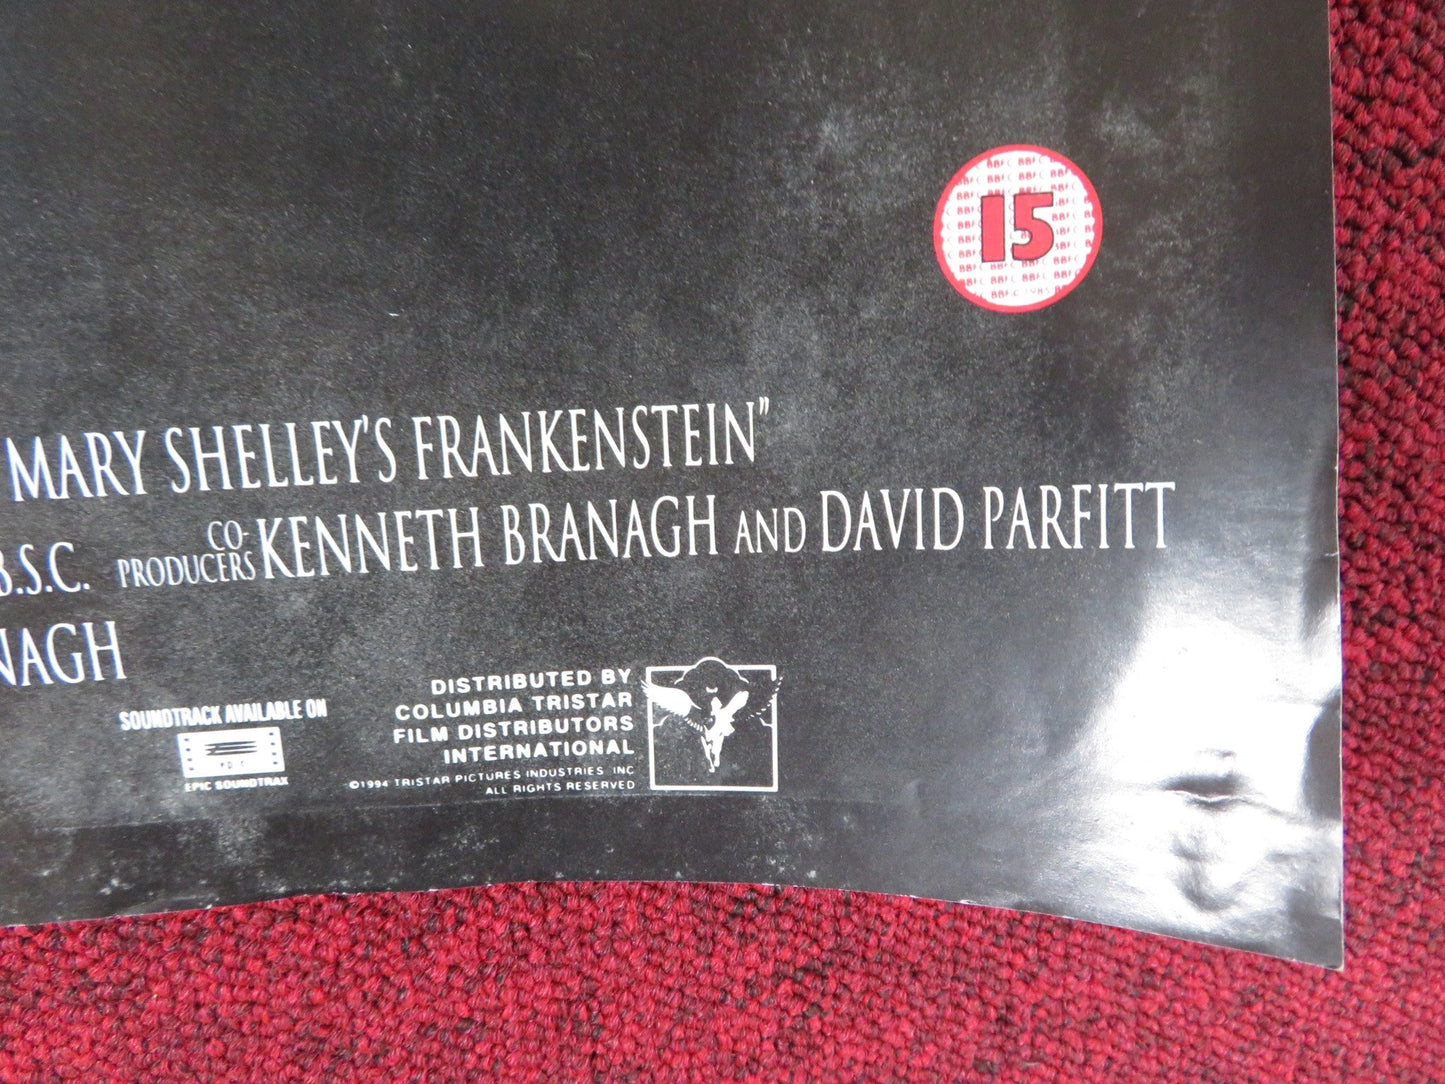 15
MARY SHELLEY'S FRANKENSTEIN"
B.S.C. CO-PRODUCERS KENNETH BRANAGH AND DAVID PARFITT
NAGH
SOUNDTRACK AVAILABLE ON
EPIC SOUNDTRAX
DISTRIBUTED BY
COLUMBIA TRISTAR
FILM DISTRIBUTORS
INTERNATIONAL
©1994 TRISTAR PICTURES INDUSTRIES INC
ALL RIGHTS RESERVED